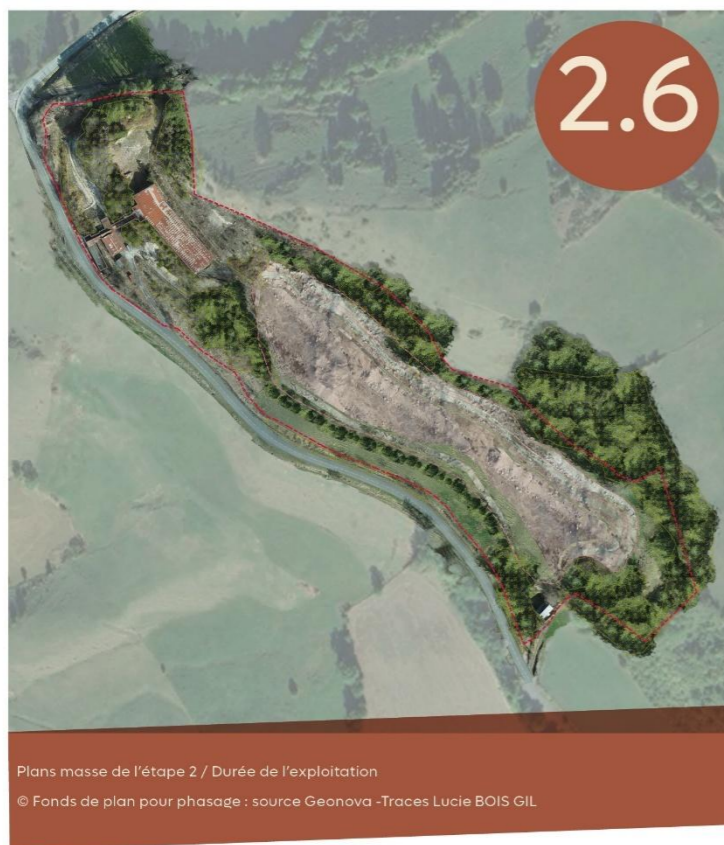 2.6
Plans masse de l'étape 2 / Durée de l'exploitation
© Fonds de plan pour phasage : source Geonova -Traces Lucie BOIS GIL